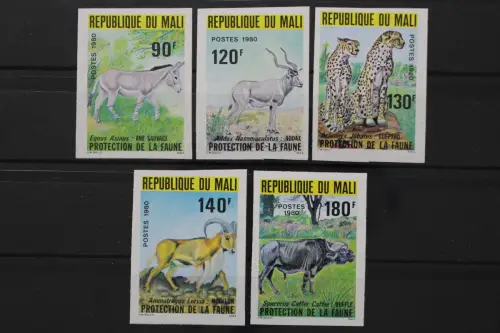 REPUBLIQUE DU MALI
POSTES 1980
90F
Equus Asinus : ANE SAUVAGE
PROTECTION DE LA FAUNE
REPUBLIQUE DU MALI
POSTES 1980
120F
Addax Nasomaculatus : ADDAX
PROTECTION DE LA FAUNE
REPUBLIQUE DU MALI
POSTES 1980
130F
PROTECTION DE LA FAUNE
REPUBLIQUE DU MALI
POSTES 1980
140F
Ammotragus Lervia :
PROTECTION DE LA FAUNE
REPUBLIQUE DU MALI
POSTES 1980
180F
Syncerus Caffer Caffer : BUFFLE
PROTECTION DE LA FAUNE